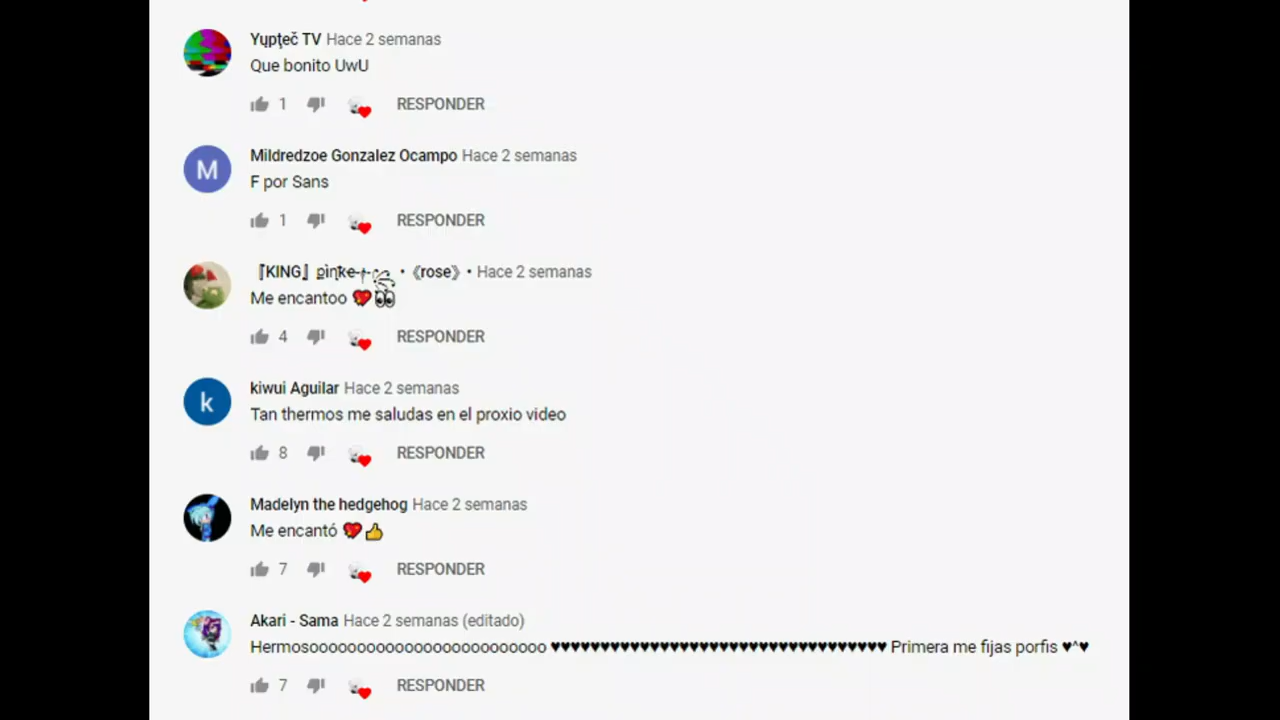 Yųpţeč TV Hace 2 semanas
Que bonito UwU
1 RESPONDER
M
Mildredzoe Gonzalez Ocampo Hace 2 semanas
F por Sans
1 RESPONDER
『KING』 • 《rose》 • Hace 2 semanas
Me encantoo 💖👀
4 RESPONDER
k
kiwui Aguilar Hace 2 semanas
Tan thermos me saludas en el proxio video
8 RESPONDER
Madelyn the hedgehog Hace 2 semanas
Me encantó 💖👍
7 RESPONDER
Akari - Sama Hace 2 semanas (editado)
Hermosooooooooooooooooooooooooo ♥♥♥♥♥♥♥♥♥♥♥♥♥♥♥♥♥♥♥♥♥♥♥♥♥♥♥♥♥♥♥♥♥♥ Primera me fijas porfis ♥^♥
7 RESPONDER